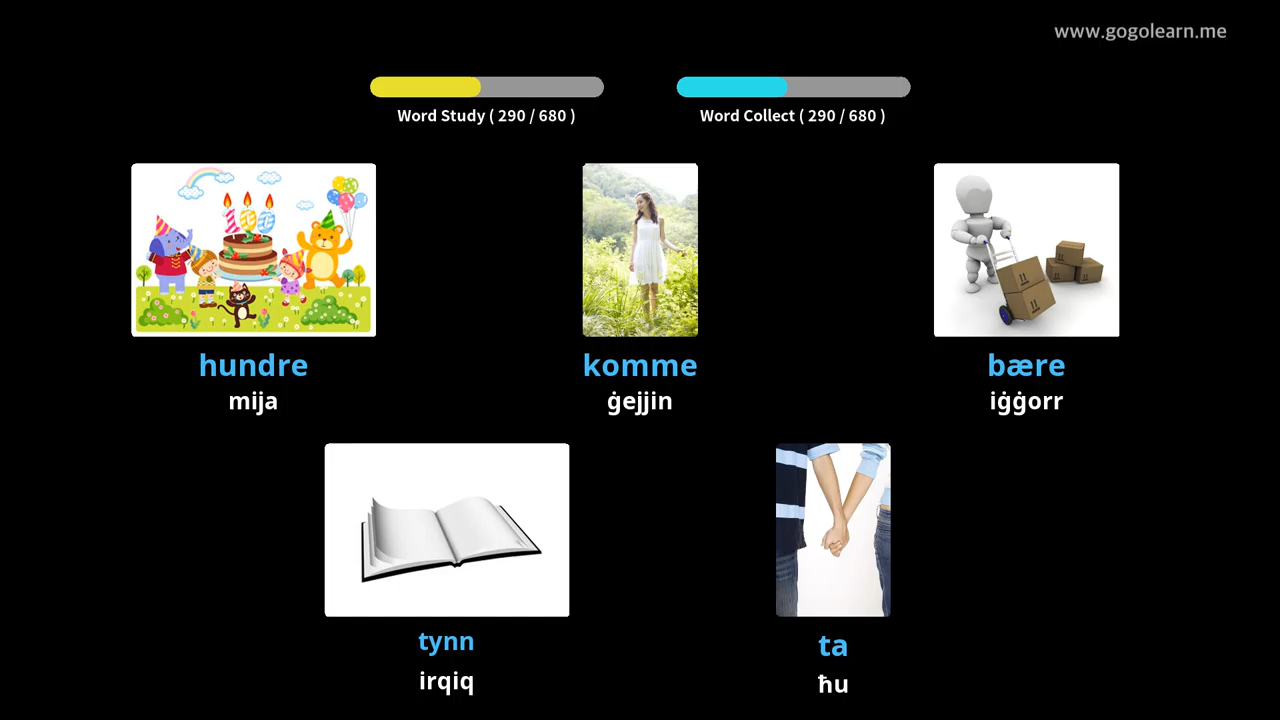 www.gogolearn.me
Word Study ( 290 / 680 )
Word Collect ( 290 / 680 )
100
hundre
mija
komme
ġejjin
bære
iġġorr
tynn
irqiq
ta
ħu